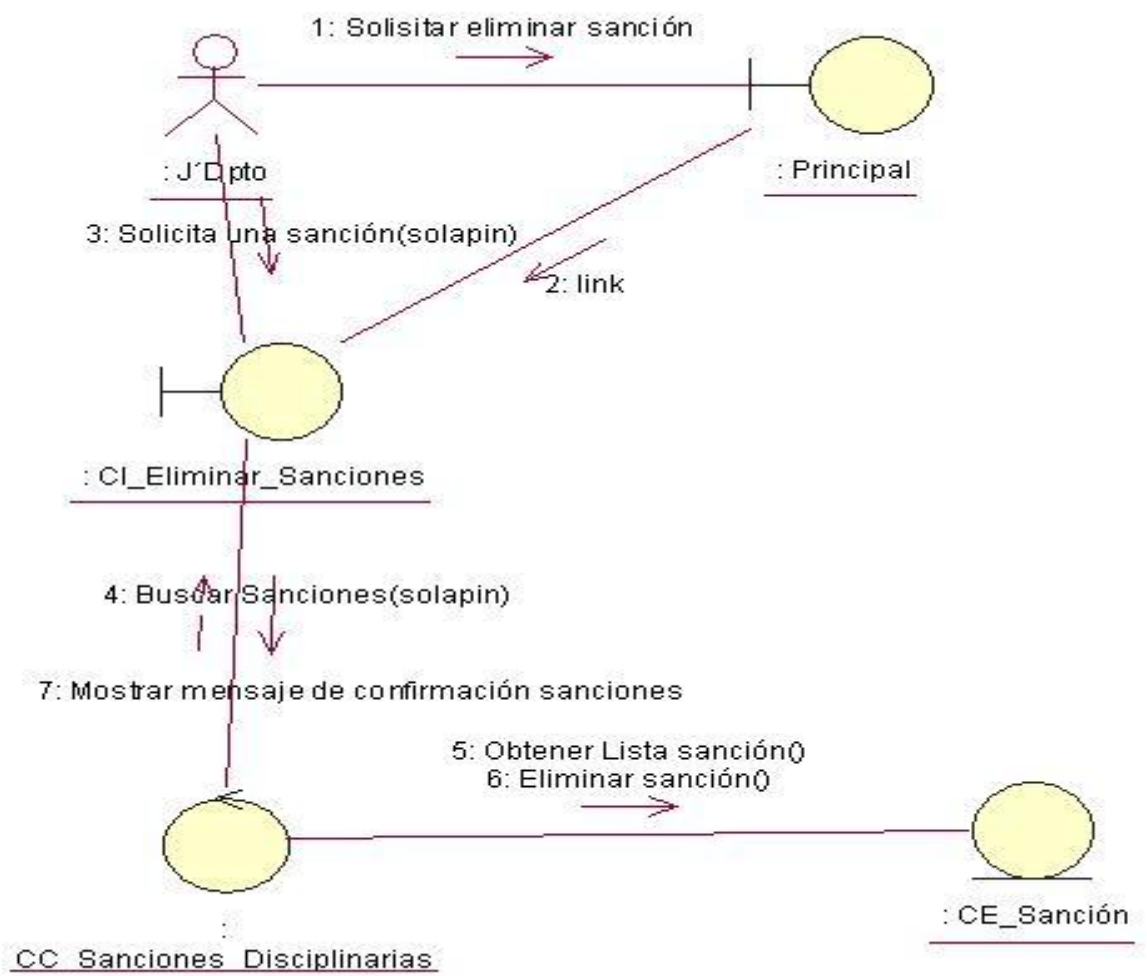 1: Solisitar eliminar sanción
: J´Dpto
: Principal
3: Solicita una sanción(solapin)
2: link
: CI_Eliminar_Sanciones
4: Buscar Sanciones(solapin)
7: Mostrar mensaje de confirmación sanciones
5: Obtener Lista sanción()
6: Eliminar sanción()
: CE_Sanción
:
CC_Sanciones_Disciplinarias